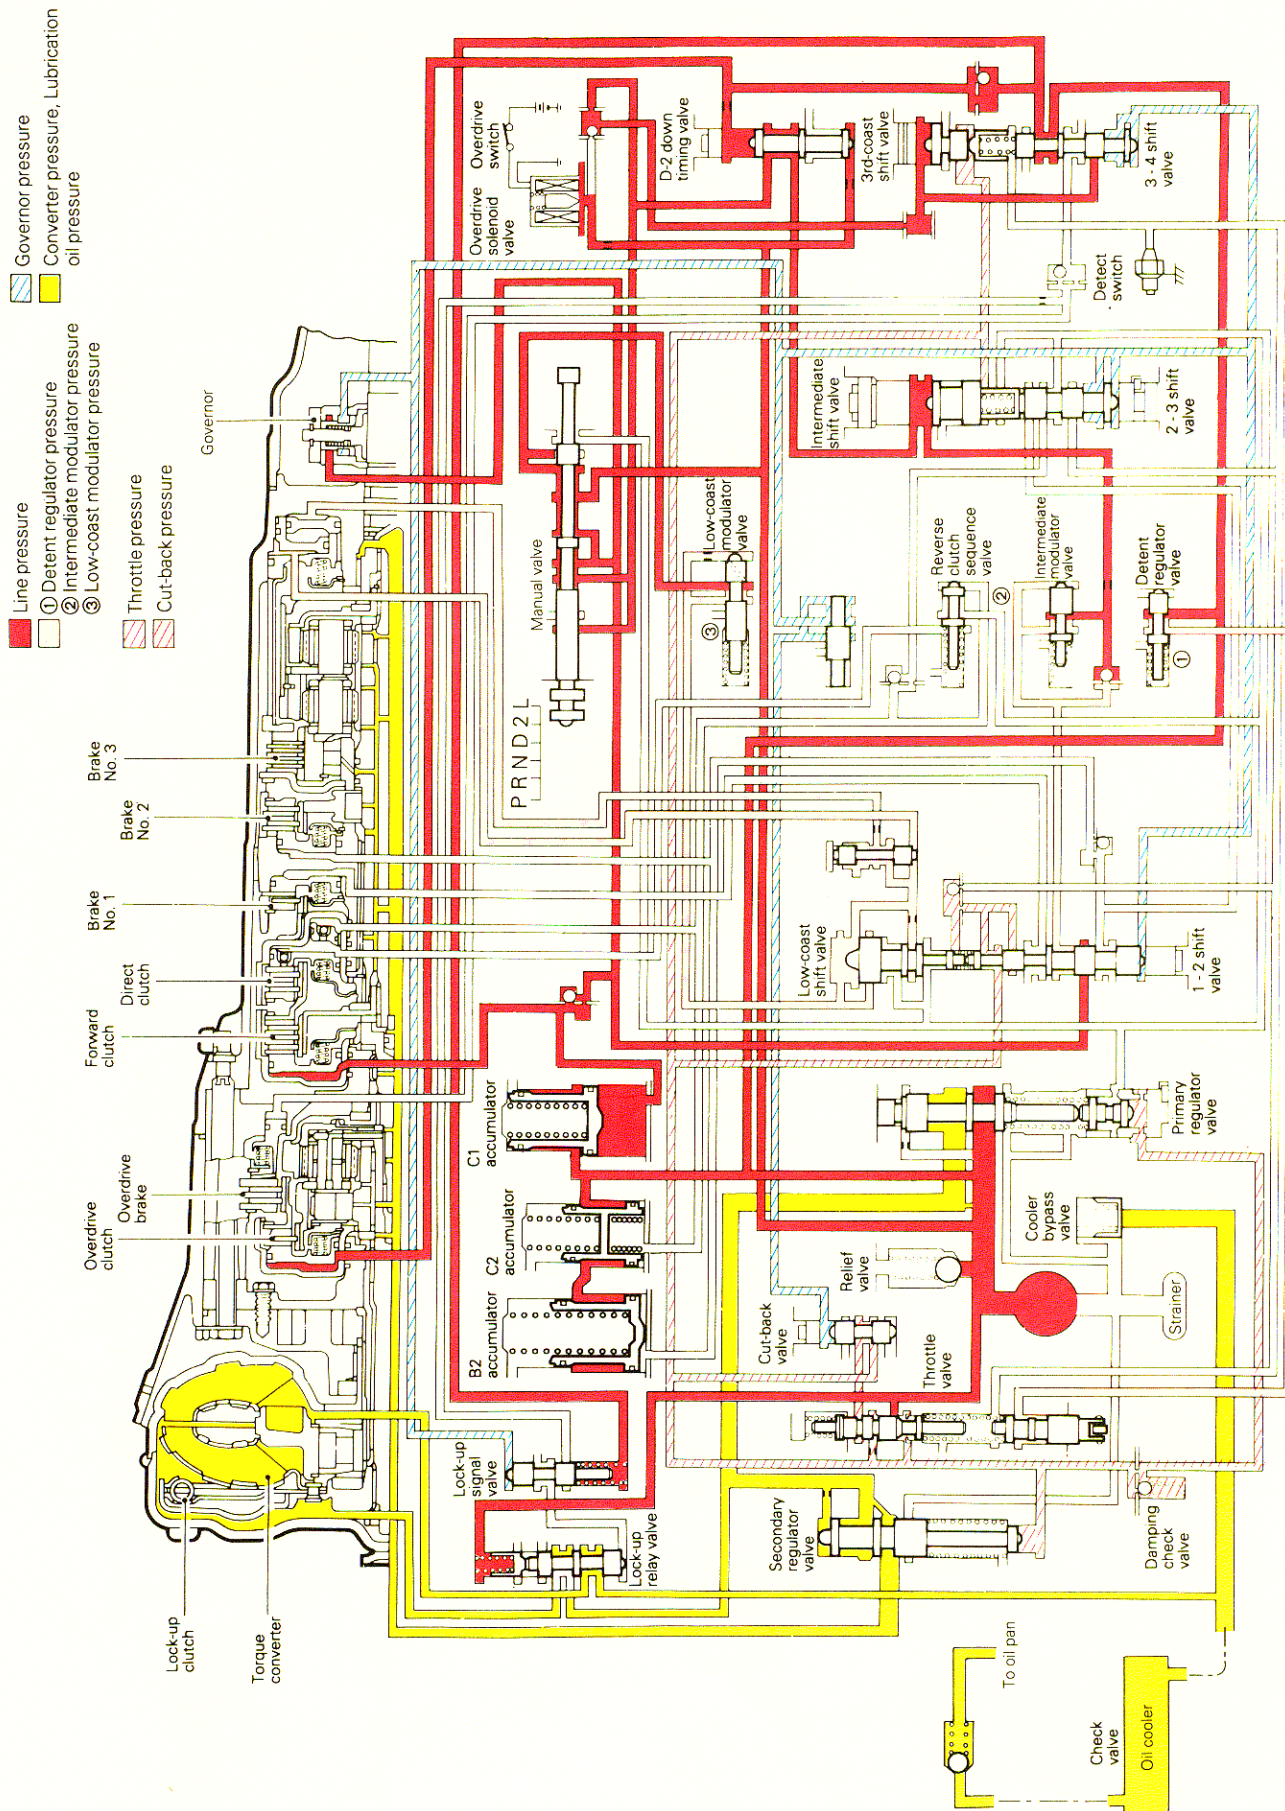 Line pressure
① Detent regulator pressure
② Intermediate modulator pressure
③ Low-coast modulator pressure
Throttle pressure
Cut-back pressure
Governor pressure
Converter pressure, Lubrication
oil pressure
Lock-up
clutch
Torque
converter
Overdrive
clutch
Overdrive
brake
Forward
clutch
Direct
clutch
Brake
No. 1
Brake
No. 2
Brake
No. 3
Governor
Lock-up
relay valve
Lock-up
signal
valve
B2
accumulator
C2
accumulator
C1
accumulator
P R N D 2 L
Manual valve
Overdrive
solenoid
valve
Overdrive
switch
D-2 down
timing valve
Low-coast
modulator
valve
③
Secondary
regulator
valve
Cut-back
valve
Throttle
valve
Relief
valve
Low-coast
shift valve
Reverse
clutch
sequence
valve
②
Intermediate
shift valve
3rd-coast
shift valve
Intermediate
modulator
valve
Detect
switch
Damping
check
valve
Strainer
Cooler
bypass
valve
Primary
regulator
valve
1 - 2 shift
valve
Detent
regulator
valve
①
2 - 3 shift
valve
3 - 4 shift
valve
To oil pan
Check
valve
Oil cooler